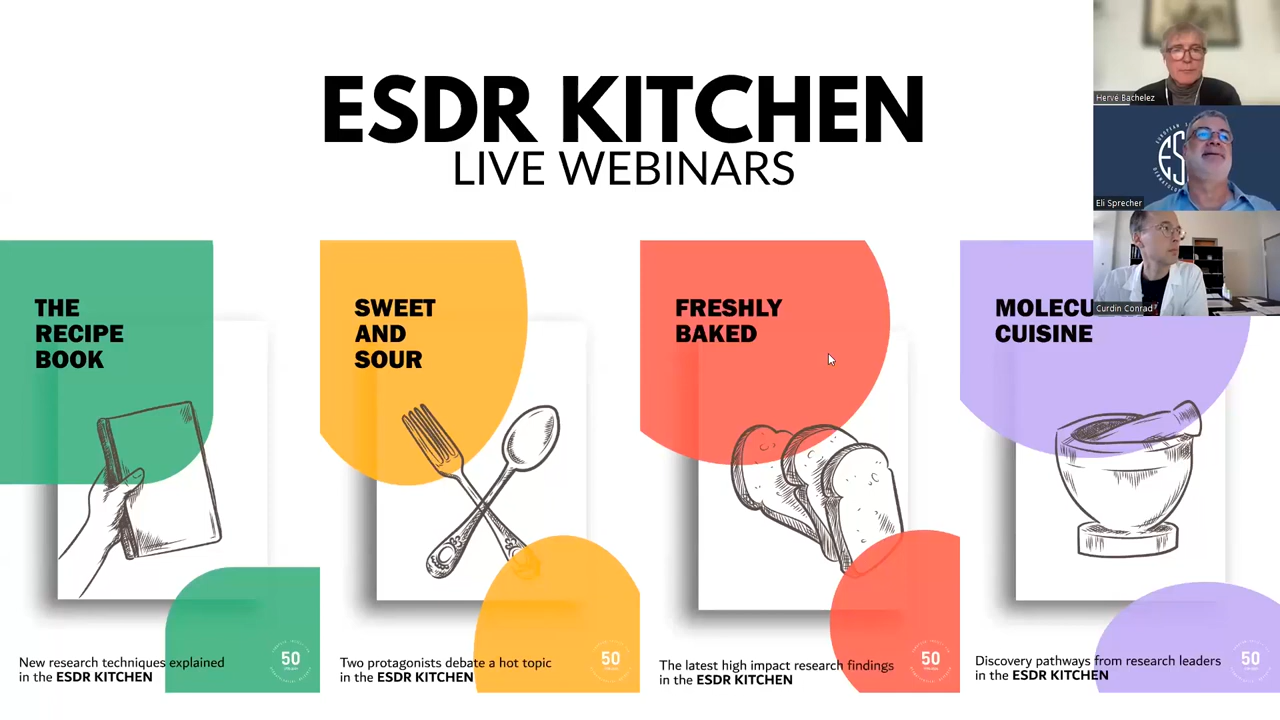 ESDR KITCHEN
LIVE WEBINARS
Hervé Bachelez
ES
Eli Sprecher
Curdin Conrad
THE
RECIPE
BOOK
SWEET
AND
SOUR
FRESHLY
BAKED
MOLECU
CUISINE
New research techniques explained
in the ESDR KITCHEN
50
Two protagonists debate a hot topic
in the ESDR KITCHEN
50
The latest high impact research findings
in the ESDR KITCHEN
50
Discovery pathways from research leaders
in the ESDR KITCHEN
50